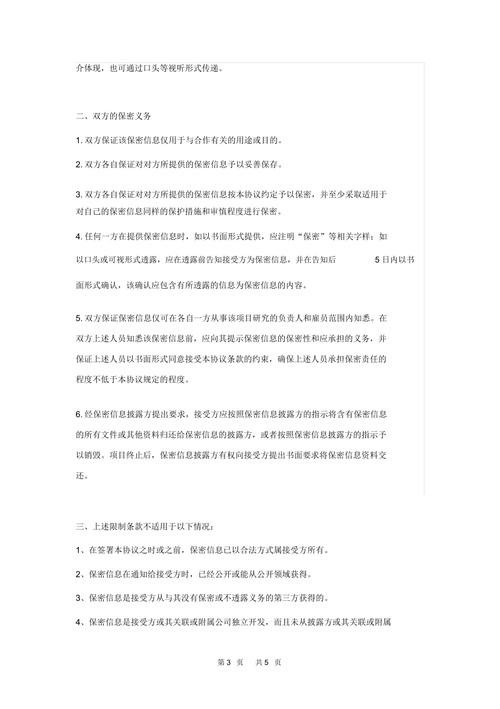 介体现，也可通过口头等视听形式传递。
二、双方的保密义务
1. 双方保证该保密信息仅用于与合作有关的用途或目的。
2. 双方各自保证对对方所提供的保密信息予以妥善保存。
3. 双方各自保证对对方所提供的保密信息按本协议约定予以保密，并至少采取适用于
对自己的保密信息同样的保护措施和审慎程度进行保密。
4. 任何一方在提供保密信息时，如以书面形式提供，应注明“保密”等相关字样；如
以口头或可视形式透露，应在透露前告知接受方为保密信息，并在告知后 5 日内以书
面形式确认，该确认应包含有所透露的信息为保密信息的内容。
5. 双方保证保密信息仅可在各自一方从事该项目研究的负责人和雇员范围内知悉。在
双方上述人员知悉该保密信息前，应向其提示保密信息的保密性和应承担的义务，并
保证上述人员以书面形式同意接受本协议条款的约束，确保上述人员承担保密责任的
程度不低于本协议规定的程度。
6. 经保密信息披露方提出要求，接受方应按照保密信息披露方的指示将含有保密信息
的所有文件或其他资料归还给保密信息的披露方，或者按照保密信息披露方的指示予
以销毁。项目终止后，保密信息披露方有权向接受方提出书面要求将保密信息资料交
还。
三、上述限制条款不适用于以下情况：
1、在签署本协议之时或之前，保密信息已以合法方式属接受方所有。
2、保密信息在通知给接受方时，已经公开或能从公开领域获得。
3、保密信息是接受方从与其没有保密或不透露义务的第三方获得的。
4、保密信息是接受方或其关联或附属公司独立开发，而且未从披露方或其关联或附属
第 3 页 共 5 页